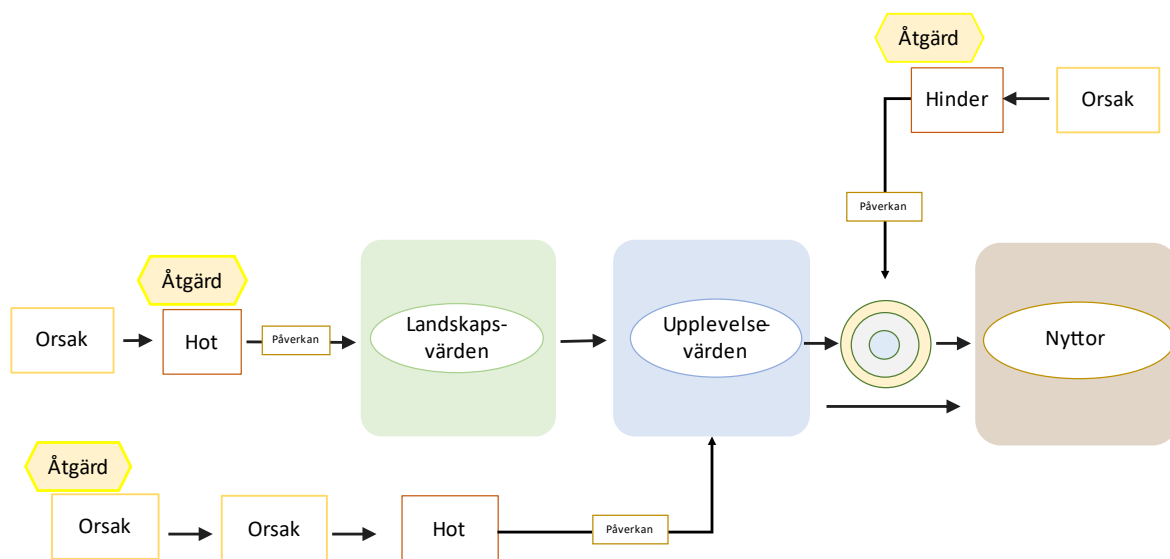 Åtgärd
Hinder
Orsak
Påverkan
Åtgärd
Orsak
Hot
Påverkan
Landskaps-
värden
Upplevelse-
värden
Nyttor
Åtgärd
Orsak
Orsak
Hot
Påverkan